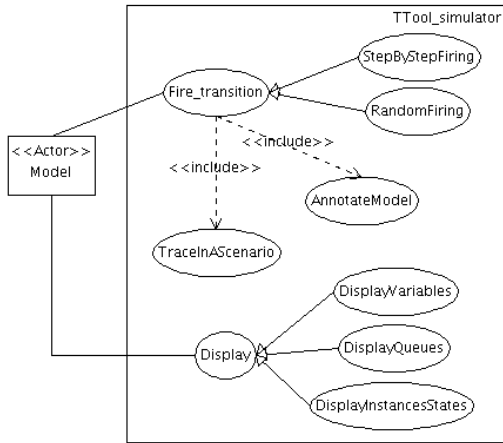 TTool_simulator
StepByStepFiring
Fire_transition
RandomFiring
<<Actor>>
Model
<<include>>
<<include>>
AnnotateModel
TraceInAScenario
DisplayVariables
DisplayQueues
Display
DisplayInstancesStates